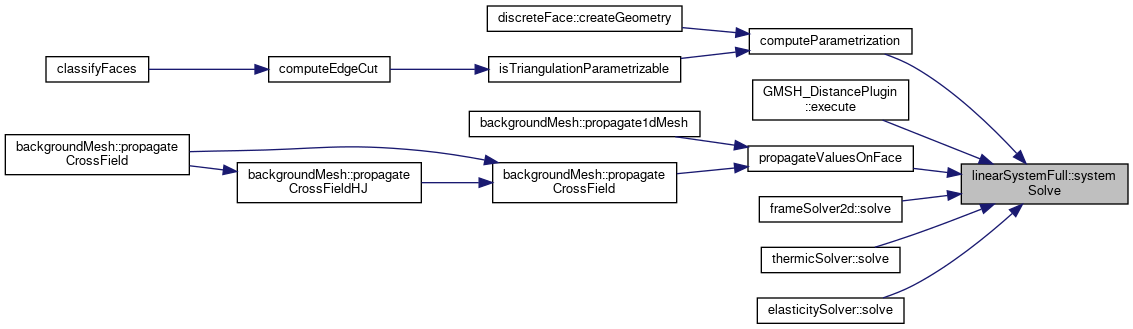 discreteFace::createGeometry
computeParametrization
classifyFaces
computeEdgeCut
isTriangulationParametrizable
GMSH_DistancePlugin
::execute
backgroundMesh::propagate1dMesh
backgroundMesh::propagate
CrossField
propagateValuesOnFace
backgroundMesh::propagate
CrossFieldHJ
backgroundMesh::propagate
CrossField
linearSystemFull::system
Solve
frameSolver2d::solve
thermicSolver::solve
elasticitySolver::solve